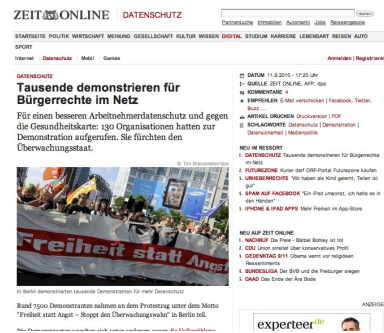 ZEIT ONLINE DATENSCHUTZ
Partnersuche Immobilien Automarkt Jobs Reiseangebote
STARTSEITE POLITIK WIRTSCHAFT MEINUNG GESELLSCHAFT KULTUR WISSEN DIGITAL STUDIUM KARRIERE LEBENSART REISEN AUTO
SPORT
Internet Datenschutz Mobil Games
Anmelden | Registrieren
DATENSCHUTZ
Tausende demonstrieren für
Bürgerrechte im Netz
Für einen besseren Arbeitnehmerdatenschutz und gegen
die Gesundheitskarte: 130 Organisationen hatten zur
Demonstration aufgerufen. Sie fürchten den
Überwachungsstaat.
© Tim Brakemeier/dpa
Freiheit statt Angst
In Berlin demonstrierten tausende Demonstranten für mehr Datenschutz
Rund 7500 Demonstranten nahmen an dem Protestzug unter dem Motto
"Freiheit statt Angst – Stoppt den Überwachungswahn" in Berlin teil.
DATUM 11.9.2010 - 17:20 Uhr
QUELLE ZEIT ONLINE, AFP, dpa
KOMMENTARE 4
EMPFEHLEN E-Mail verschicken | Facebook, Twitter,
Buzz ...
ARTIKEL DRUCKEN Druckversion | PDF
SCHLAGWORTE Datenschutz | Demonstration |
Datensicherheit | Medienpolitik
NEU IM RESSORT
1. DATENSCHUTZ Tausende demonstrieren für Bürgerrechte
im Netz
2. FUTUREZONE Kurier darf ORF-Portal Futurezone kaufen
3. URHEBERRECHTE "Wir haben als Kind gelernt, Teilen ist
gut"
4. SPAM AUF FACEBOOK "Ein iPad umsonst, ich halte es in
den Händen"
5. IPHONE & IPAD APPS Mehr Freiheit im App-Store
NEU AUF ZEIT ONLINE
1. NACHRUF Die Freie - Bärbel Bohley ist tot
2. CDU Union streitet über konservatives Profil
3. GEDENKTAG 9/11 Obama warnt vor religiösen
Ressentiments
4. BUNDESLIGA Der BVB und die Freiburger siegen
5. DAAD Das Ende der Ära Bode
ANZEIGE
experteer.de